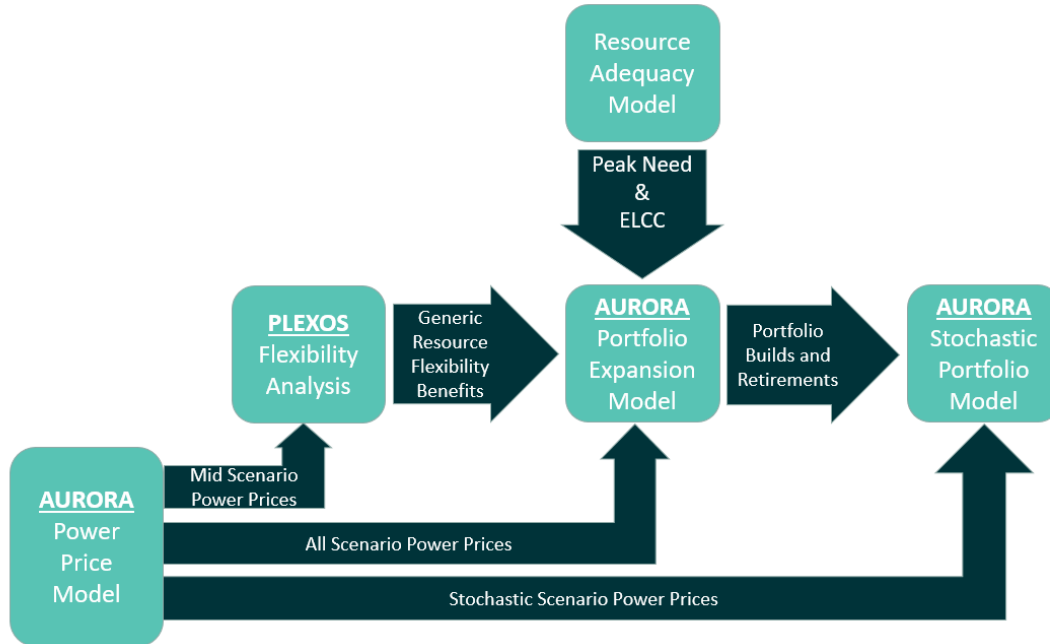 Resource
Adequacy
Model
Peak Need
&
ELCC
PLEXOS
Flexibility
Analysis
Generic
Resource
Flexibility
Benefits
AURORA
Portfolio
Expansion
Model
Portfolio
Builds and
Retirements
AURORA
Stochastic
Portfolio
Model
AURORA
Power
Price
Model
Mid Scenario
Power Prices
All Scenario Power Prices
Stochastic Scenario Power Prices